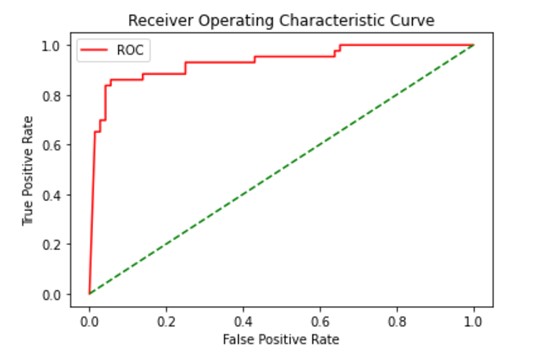 Receiver Operating Characteristic Curve
ROC
True Positive Rate
1.0
0.8
0.6
0.4
0.2
0.0
0.0 0.2 0.4 0.6 0.8 1.0
False Positive Rate